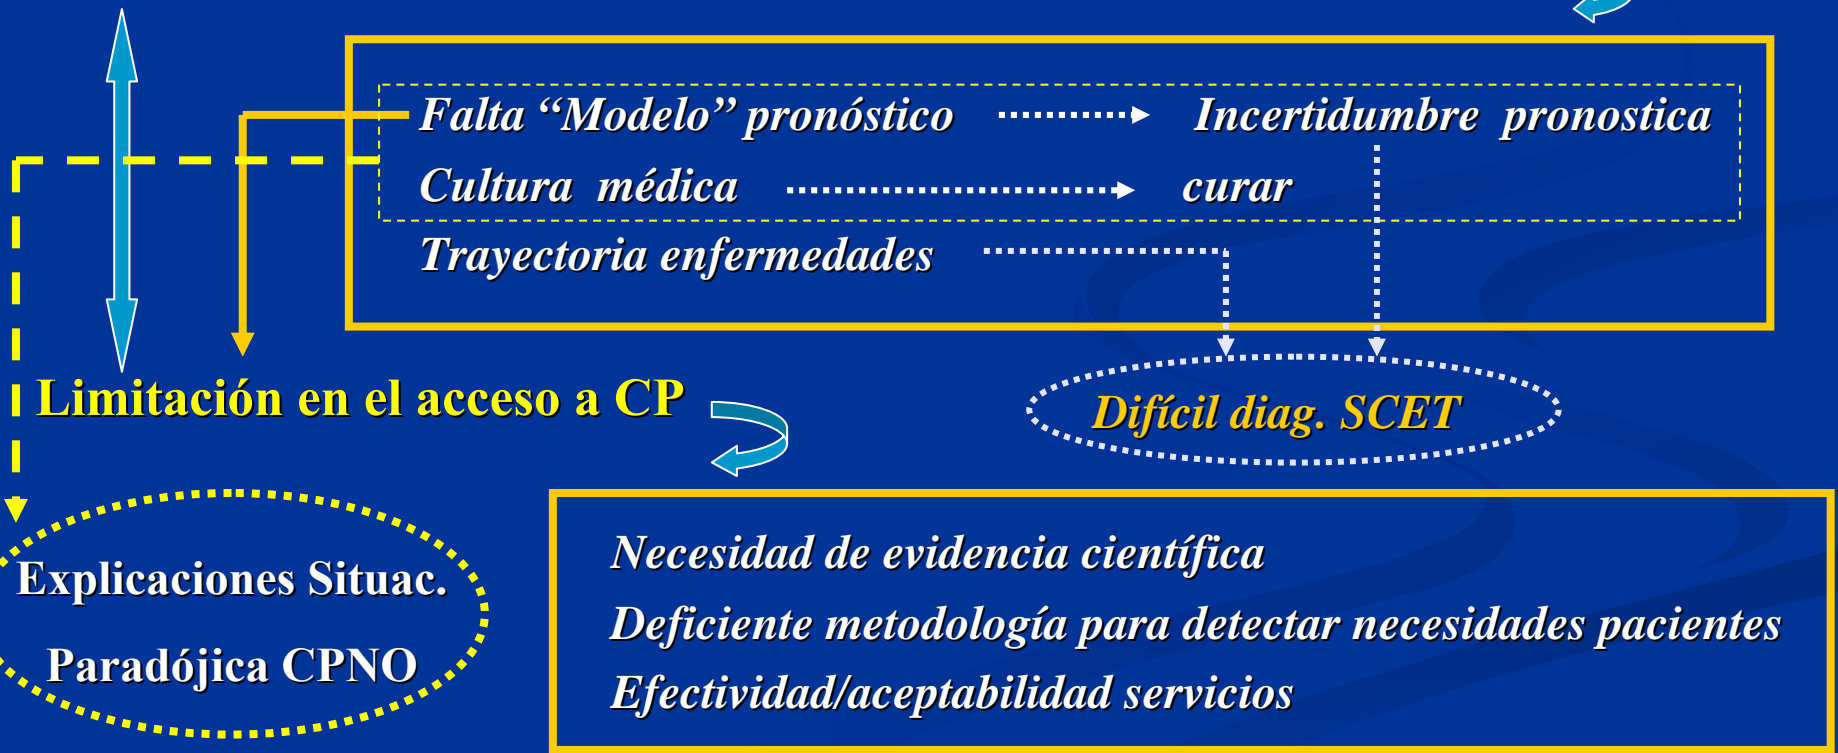 Falta “Modelo” pronóstico Incertidumbre pronostica
Cultura médica curar
Trayectoria enfermedades
Limitación en el acceso a CP
Difícil diag. SCET
Explicaciones Situac.
Paradójica CPNO
Necesidad de evidencia científica
Deficiente metodología para detectar necesidades pacientes
Efectividad/aceptabilidad servicios